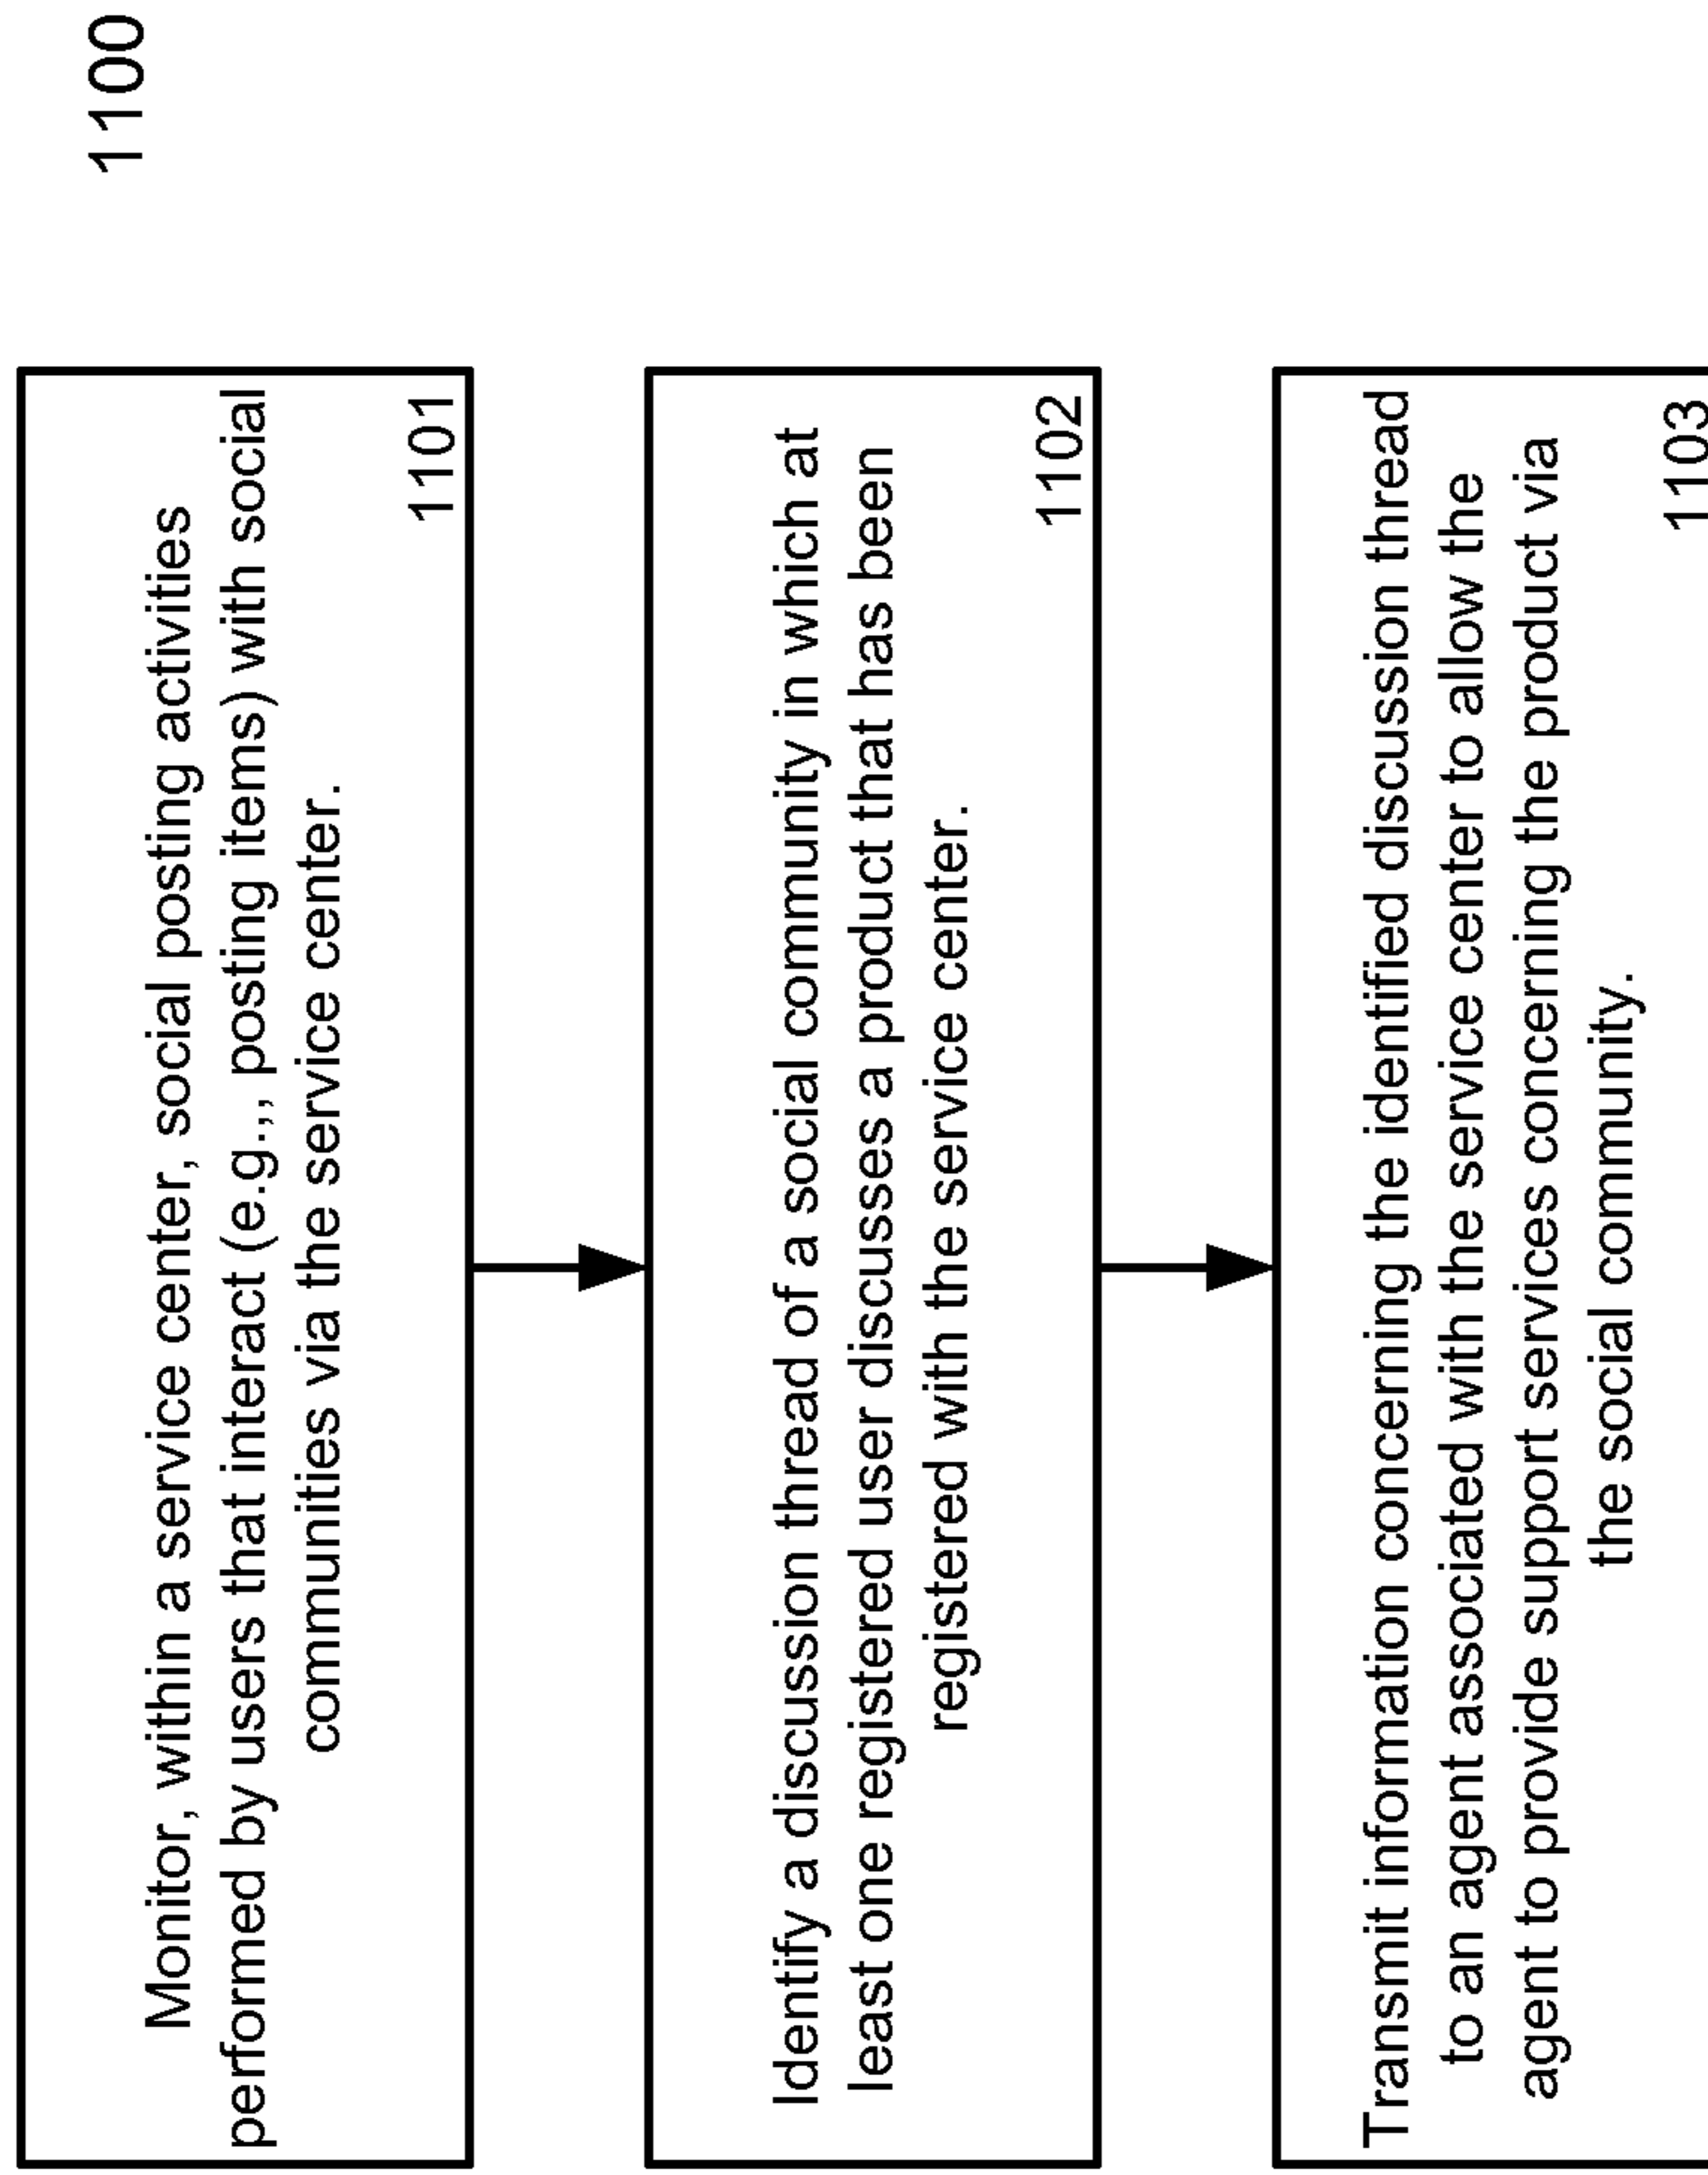 1100
Monitor, within a service center, social posting activities
performed by users that interact (e.g.,, posting items) with social
communities via the service center.
1101
Identify a discussion thread of a social community in which at
least one registered user discusses a product that has been
registered with the service center.
1102
Transmit information concerning the identified discussion thread
to an agent associated with the service center to allow the
agent to provide support services concerning the product via
the social community.
1103